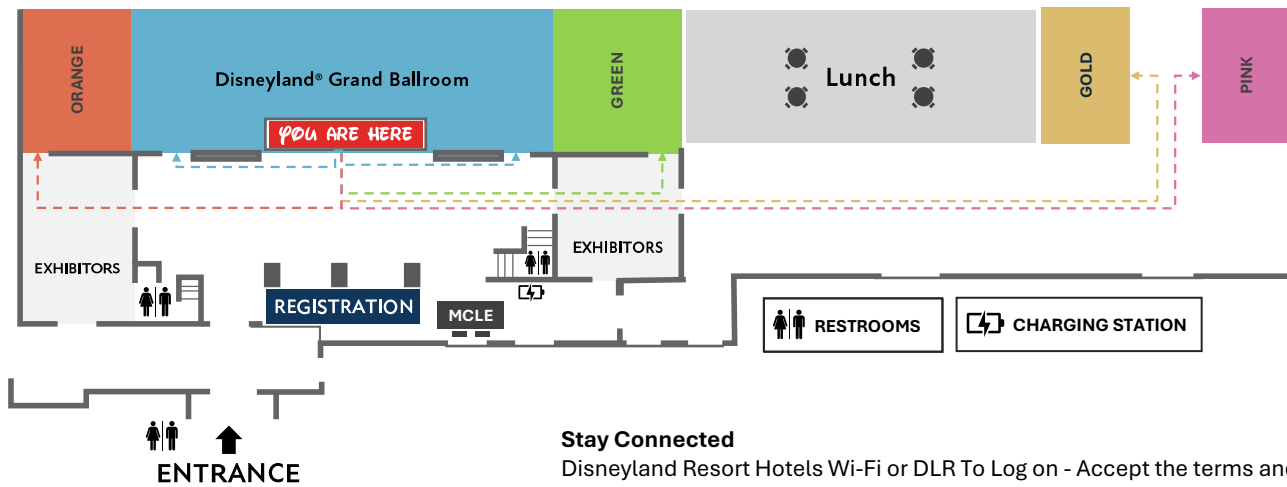 ORANGE
Disneyland® Grand Ballroom
GREEN
Lunch
GOLD
PINK
YOU ARE HERE
EXHIBITORS
EXHIBITORS
REGISTRATION
MCLE
RESTROOMS
CHARGING STATION
ENTRANCE
Stay Connected
Disneyland Resort Hotels Wi-Fi or DLR To Log on - Accept the terms and